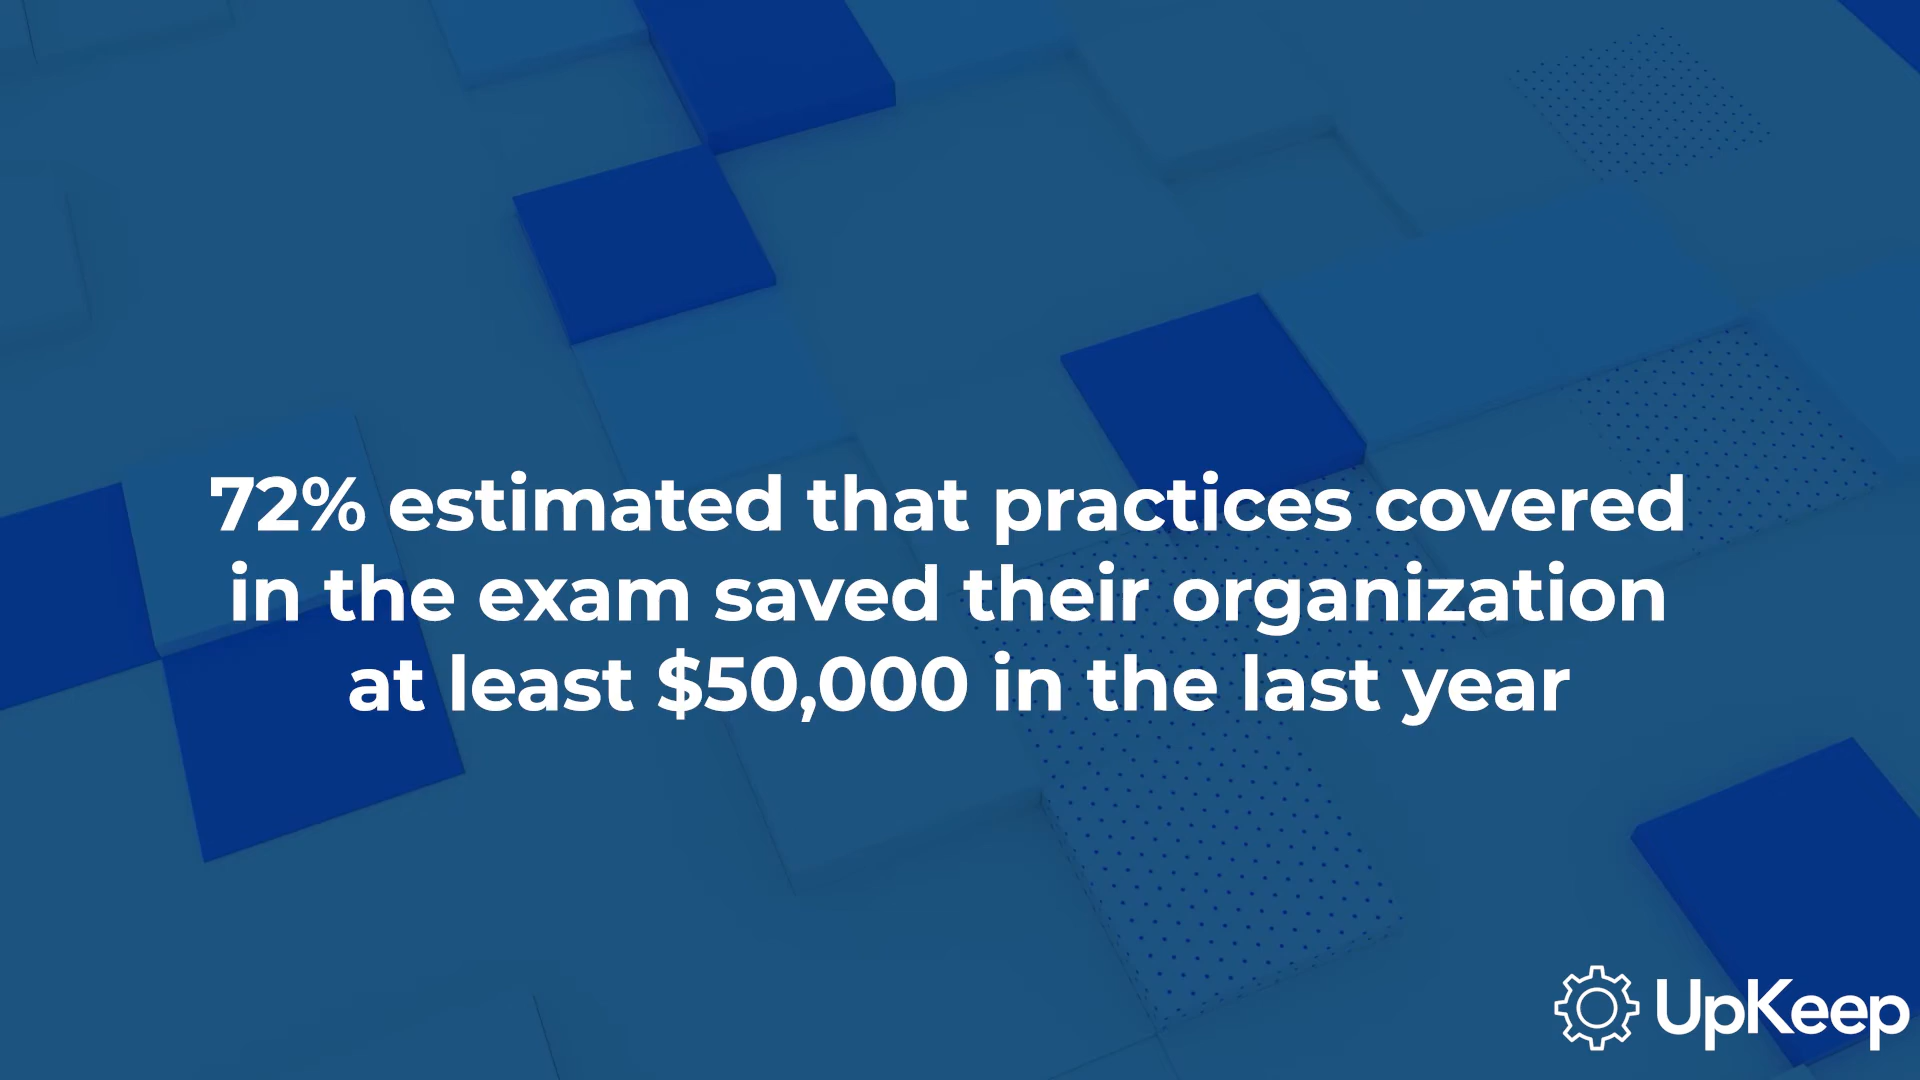 72% estimated that practices covered
in the exam saved their organization
at least $50,000 in the last year
UpKeep